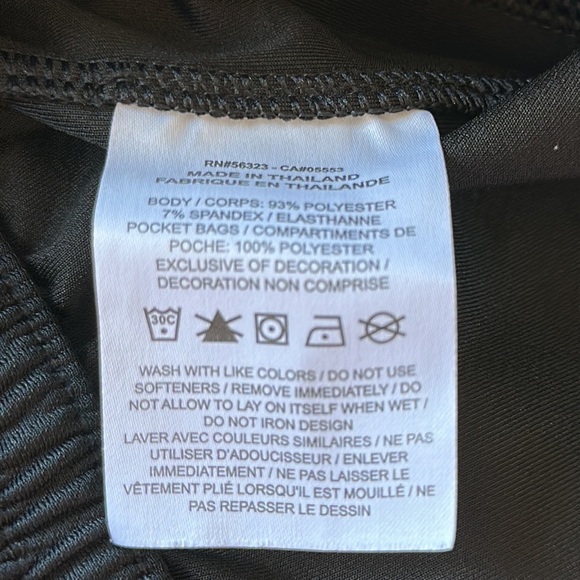 RN#56323 - CA#05553
MADE IN THAILAND
FABRIQUE EN THAILANDE
BODY / CORPS: 93% POLYESTER
7% SPANDEX / ELASTHANNE
POCKET BAGS / COMPARTIMENTS DE
POCHE: 100% POLYESTER
EXCLUSIVE OF DECORATION /
DECORATION NON COMPRISE
30C
WASH WITH LIKE COLORS / DO NOT USE
SOFTENERS / REMOVE IMMEDIATELY / DO
NOT ALLOW TO LAY ON ITSELF WHEN WET /
DO NOT IRON DESIGN
LAVER AVEC COULEURS SIMILAIRES / NE PAS
UTILISER D'ADOUCISSEUR / ENLEVER
IMMEDIATEMENT / NE PAS LAISSER LE
VÊTEMENT PLIÉ LORSQU'IL EST MOUILLÉ / NE
PAS REPASSER LE DESSIN